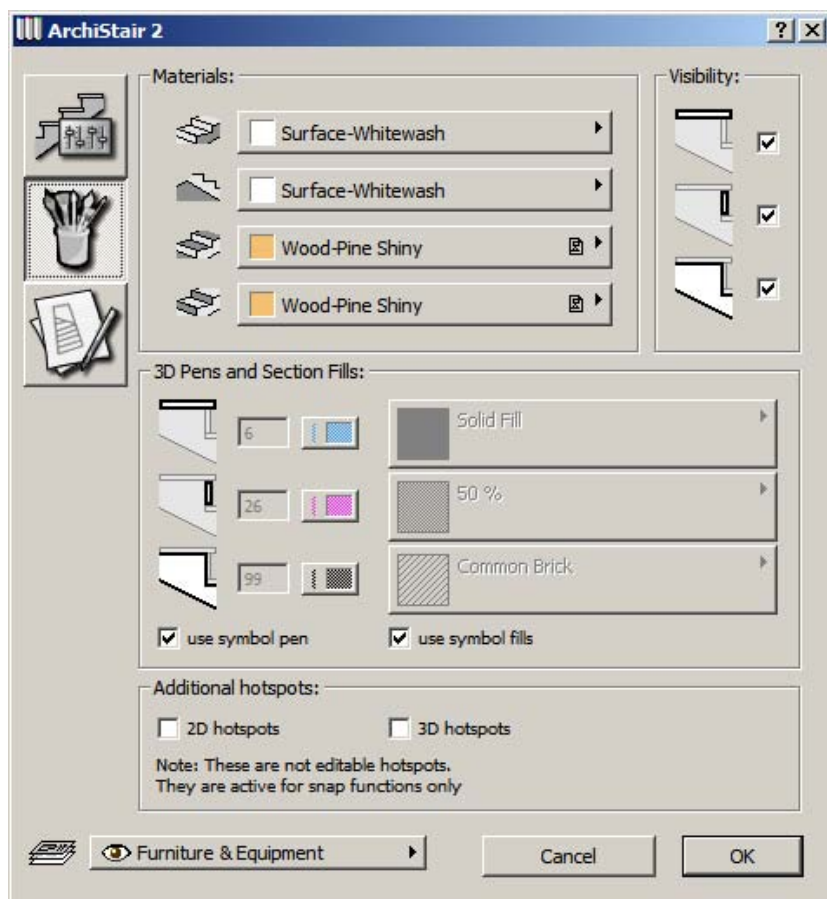 ArchiStair 2
Materials:
Visibility:
Surface-Whitewash
Surface-Whitewash
Wood-Pine Shiny
Wood-Pine Shiny
3D Pens and Section Fills:
6
Solid Fill
26
50 %
99
Common Brick
use symbol pen
use symbol fills
Additional hotspots:
2D hotspots
3D hotspots
Note: These are not editable hotspots.
They are active for snap functions only
Furniture & Equipment
Cancel
OK